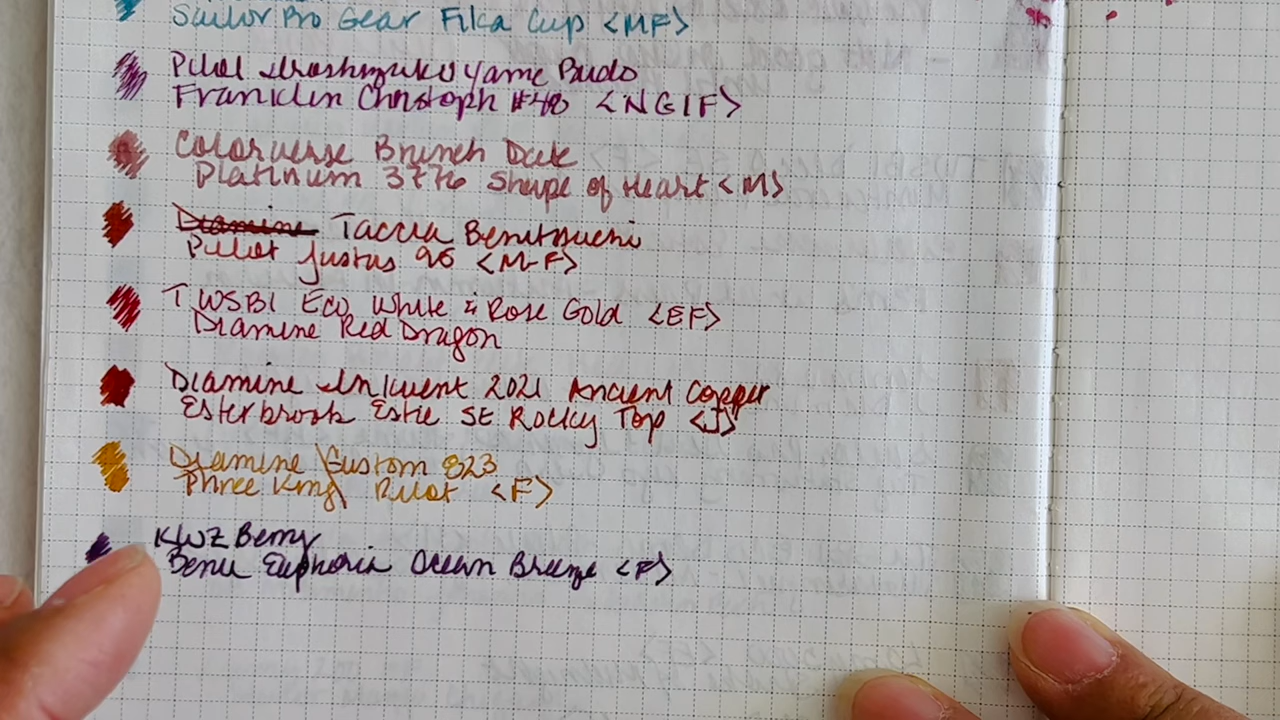 Sailor Pro Gear Fika Cup <MF>
Pilot Iroshizuku Yama Budo
Franklin Christoph #48 <NGIF>
Colorverse Brunch Date
Platinum 3776 Shape of Heart <M>
Diamine Taccia Benitsuchi
Pilot Justus 95 <M-F>
TWSBI Eco White & Rose Gold <EF>
Diamine Red Dragon
Diamine Inkvent 2021 Ancient Copper
Esterbrook Estie SE Rocky Top <J>
Diamine \Custom 823
Three Kings\ Pilot <F>
KWZ Berry
Benu Euphoria Ocean Breeze <F>